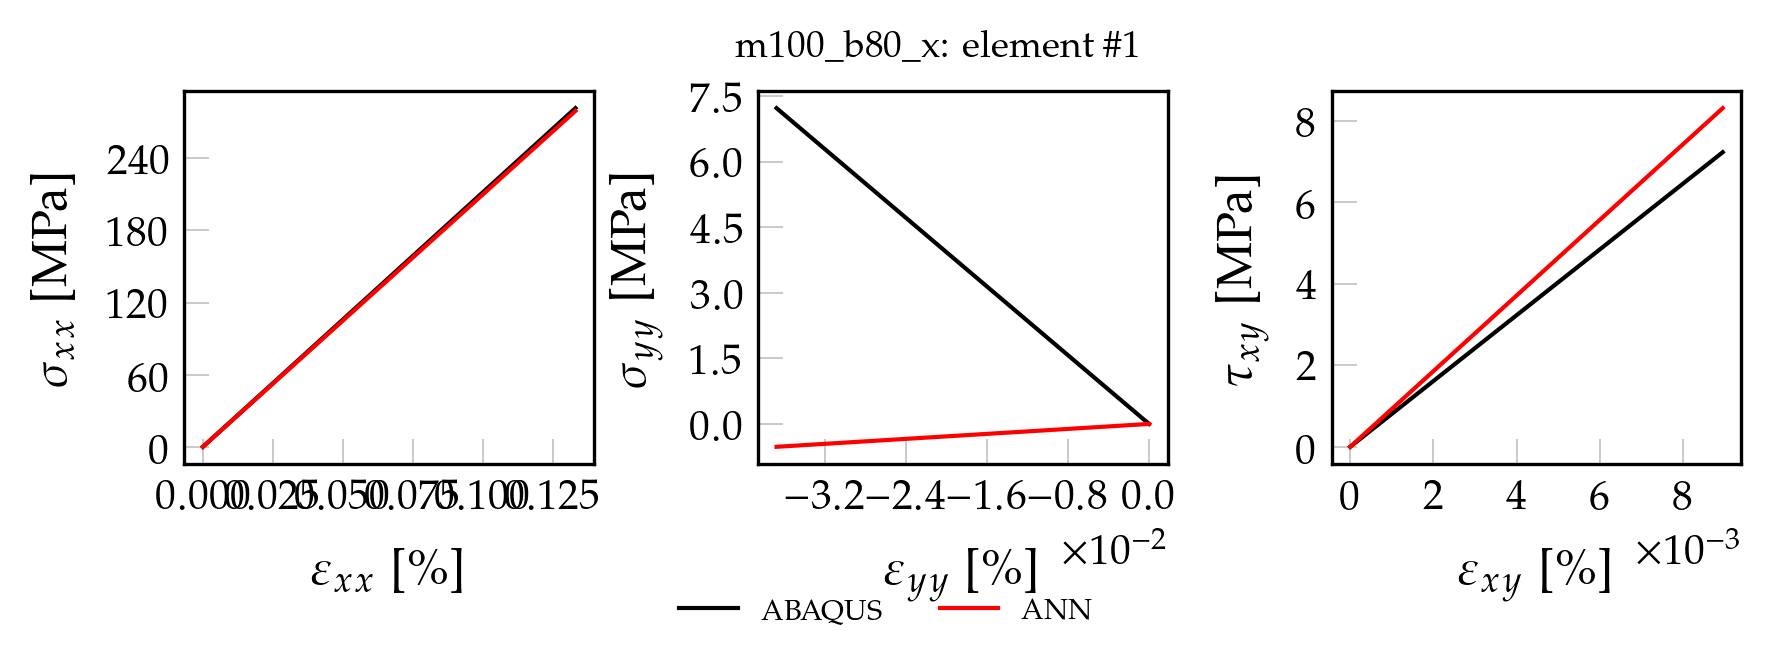 m100_b80_x: element #1
σxx [MPa]
240
180
120
60
0
0.000 0.025 0.050 0.075 0.100 0.125
εxx [%]
σyy [MPa]
7.5
6.0
4.5
3.0
1.5
0.0
−3.2 −2.4 −1.6 −0.8 0.0
×10−2
εyy [%]
τxy [MPa]
8
6
4
2
0
0 2 4 6 8
×10−3
εxy [%]
ABAQUS ANN